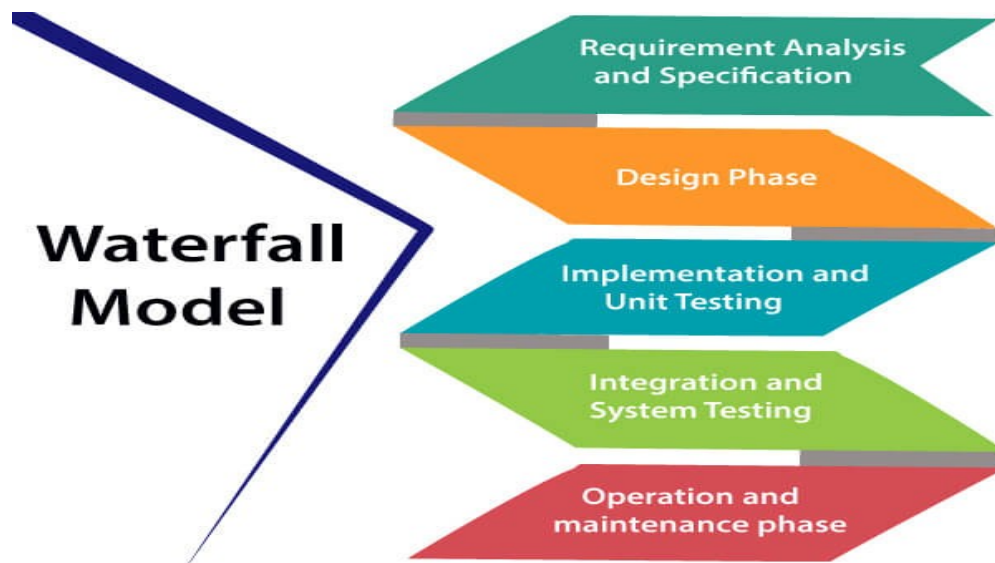 Waterfall
Model
Requirement Analysis
and Specification
Design Phase
Implementation and
Unit Testing
Integration and
System Testing
Operation and
maintenance phase